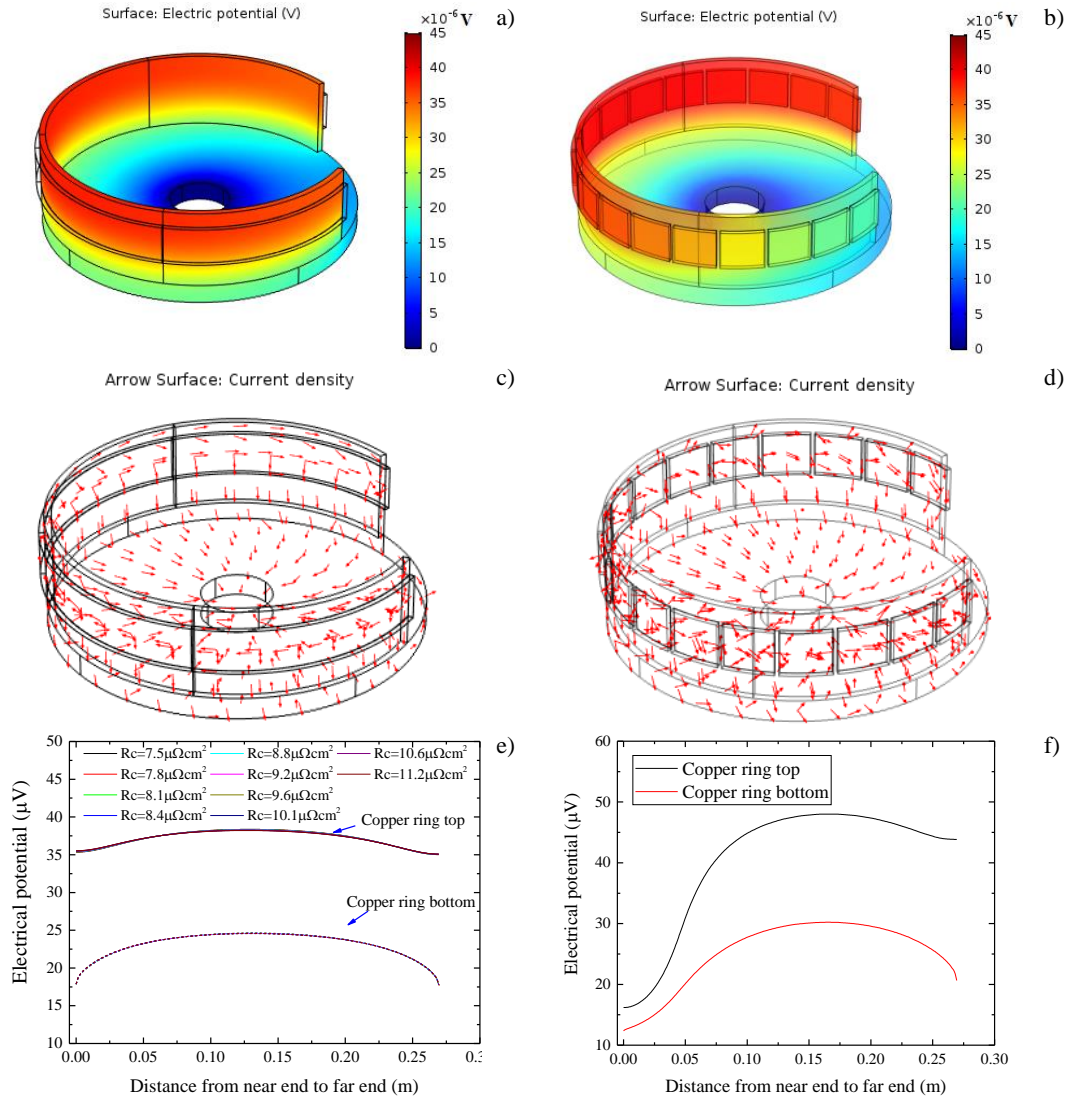 Surface: Electric potential (V)
×10⁻⁶ V
a)
45
40
35
30
25
20
15
10
5
0
Surface: Electric potential (V)
×10⁻⁶ V
b)
45
40
35
30
25
20
15
10
5
0
Arrow Surface: Current density
c)
Arrow Surface: Current density
d)
e)
Rc=7.5μΩcm²
Rc=8.8μΩcm²
Rc=10.6μΩcm²
Rc=7.8μΩcm²
Rc=9.2μΩcm²
Rc=11.2μΩcm²
Rc=8.1μΩcm²
Rc=9.6μΩcm²
Rc=8.4μΩcm²
Rc=10.1μΩcm²
Copper ring top
Copper ring bottom
50
45
40
35
30
25
20
15
10
Electrical potential (μV)
0.00
0.05
0.10
0.15
0.20
0.25
Distance from near end to far end (m)
f)
Copper ring top
Copper ring bottom
60
50
40
30
20
10
Electrical potential (μV)
0.00
0.05
0.10
0.15
0.20
0.25
0.30
Distance from near end to far end (m)